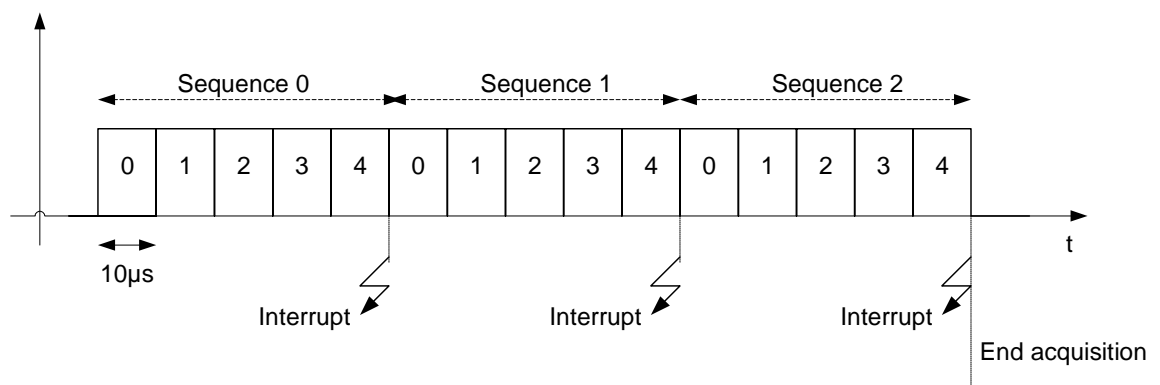 Sequence 0 Sequence 1 Sequence 2
0 1 2 3 4 0 1 2 3 4 0 1 2 3 4
t
10µs
Interrupt Interrupt Interrupt
End acquisition